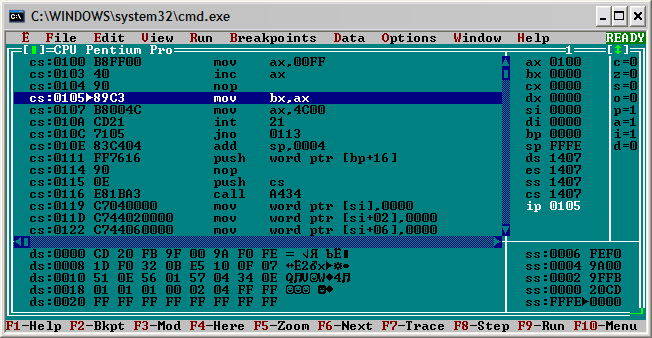 C:\WINDOWS\system32\cmd.exe
Ë File Edit View Run Breakpoints Data Options Window Help READY
[▮]=CPU Pentium Pro 1 [↕]
cs:0100 B8FF00 mov ax,00FF ax 0100 c=0
cs:0103 40 inc ax bx 0000 z=0
cs:0104 90 nop cx 0000 s=0
cs:0105►89C3 mov bx,ax dx 0000 o=0
cs:0107 B8004C mov ax,4C00 si 0000 p=1
cs:010A CD21 int 21 di 0000 a=1
cs:010C 7105 jno 0113 bp 0000 i=1
cs:010E 83C404 add sp,0004 sp FFFE d=0
cs:0111 FF7616 push word ptr [bp+16] ds 1407
cs:0114 90 nop es 1407
cs:0115 0E push cs ss 1407
cs:0116 E81BA3 call A434 cs 1407
cs:0119 C7040000 mov word ptr [si],0000 ip 0105
cs:011D C744020000 mov word ptr [si+02],0000
cs:0122 C744060000 mov word ptr [si+06],0000
ds:0000 CD 20 FB 9F 00 9A F0 FE = √Я ЪË■ ss:0006 FEF0
ds:0008 1D F0 32 0B E5 10 0F 07 ↔Ë2♂х►☼• ss:0004 9A00
ds:0010 51 0E 56 01 57 04 34 0E Q♫V☺W♦4♫ ss:0002 9FFB
ds:0018 01 01 01 00 02 04 FF FF ☺☺☺ ☻♦ ss:0000 20CD
ds:0020 FF FF FF FF FF FF FF FF ss:FFFE►0000
F1-Help F2-Bkpt F3-Mod F4-Here F5-Zoom F6-Next F7-Trace F8-Step F9-Run F10-Menu